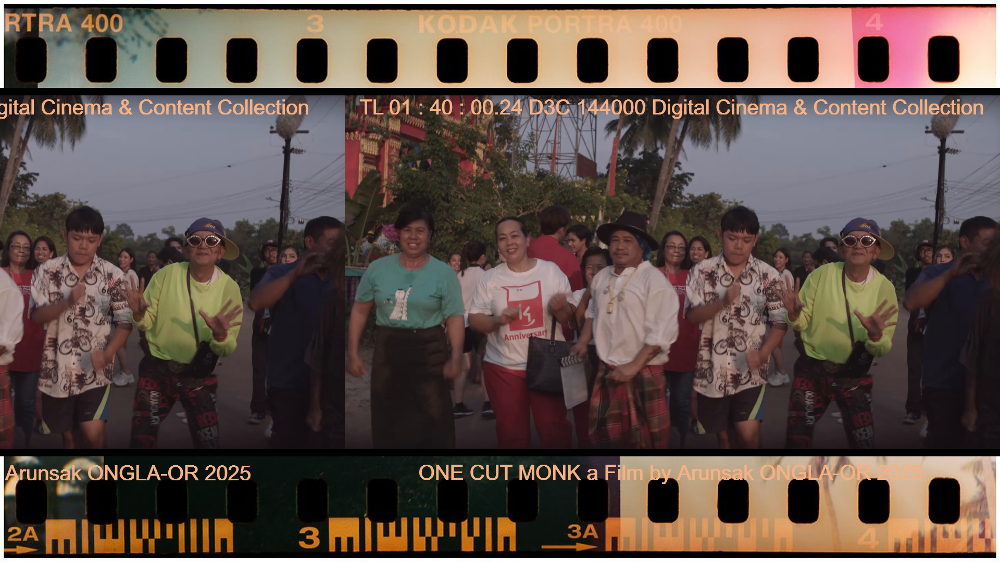 RTRA 400
3
KODAK PORTRA 400
4
gital Cinema & Content Collection
TL 01 : 40 : 00.24 D3C 144000 Digital Cinema & Content Collection
Anniversary
66
66
Arunsak ONGLA-OR 2025
ONE CUT MONK a Film by Arunsak ONGLA-OR 2025
2A
3
3A
4